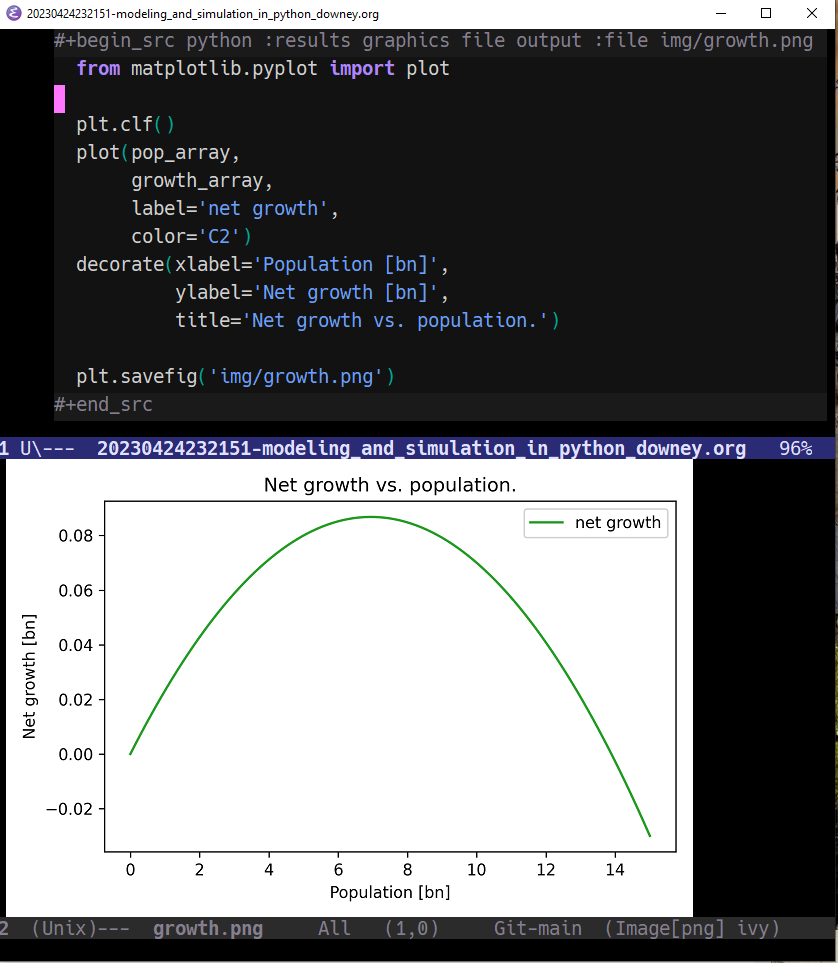 20230424232151-modeling_and_simulation_in_python_downey.org
#+begin_src python :results graphics file output :file img/growth.png
from matplotlib.pyplot import plot
plt.clf()
plot(pop_array,
growth_array,
label='net growth',
color='C2')
decorate(xlabel='Population [bn]',
ylabel='Net growth [bn]',
title='Net growth vs. population.')
plt.savefig('img/growth.png')
#+end_src
1 U\--- 20230424232151-modeling_and_simulation_in_python_downey.org 96%
Net growth vs. population.
net growth
Net growth [bn]
0.08
0.06
0.04
0.02
0.00
−0.02
0 2 4 6 8 10 12 14
Population [bn]
2 (Unix)--- growth.png All (1,0) Git-main (Image[png] ivy)